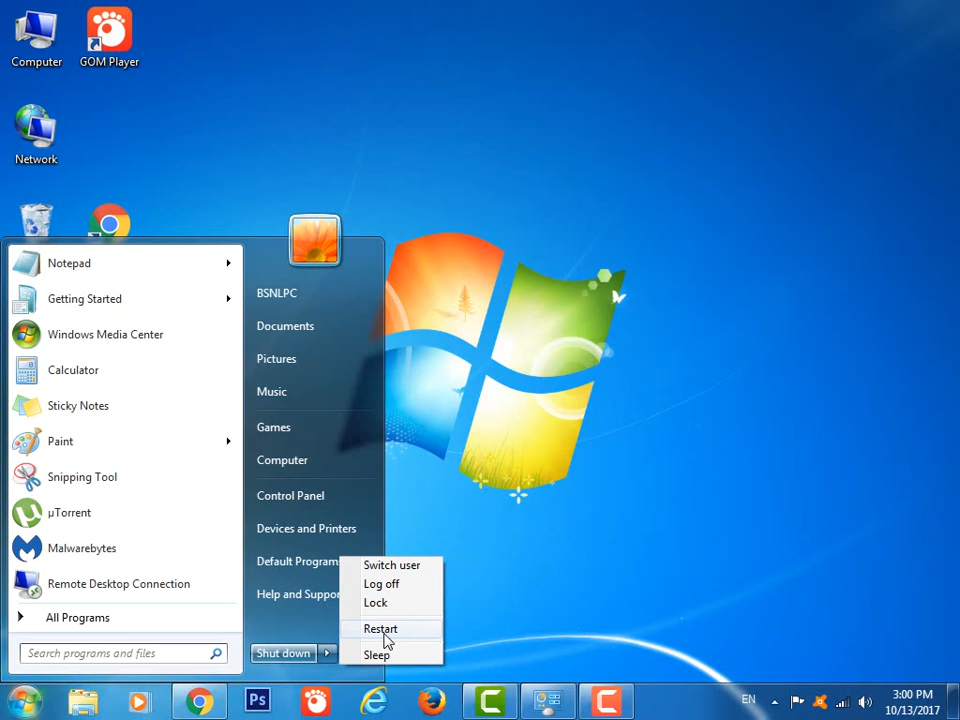 Computer
GOM Player
Network
Notepad
Getting Started
Windows Media Center
Calculator
Sticky Notes
Paint
Snipping Tool
µTorrent
Malwarebytes
Remote Desktop Connection
All Programs
Search programs and files
BSNLPC
Documents
Pictures
Music
Games
Computer
Control Panel
Devices and Printers
Default Programs
Help and Suppor
Shut down
Switch user
Log off
Lock
Restart
Sleep
Ps
EN
3:00 PM
10/13/2017